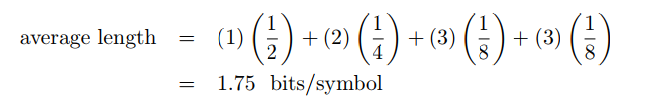 average length = (1) (1/2) + (2) (1/4) + (3) (1/8) + (3) (1/8)
= 1.75 bits/symbol